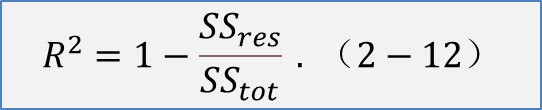 R² = 1 − SS_res / SS_tot . （2 − 12）